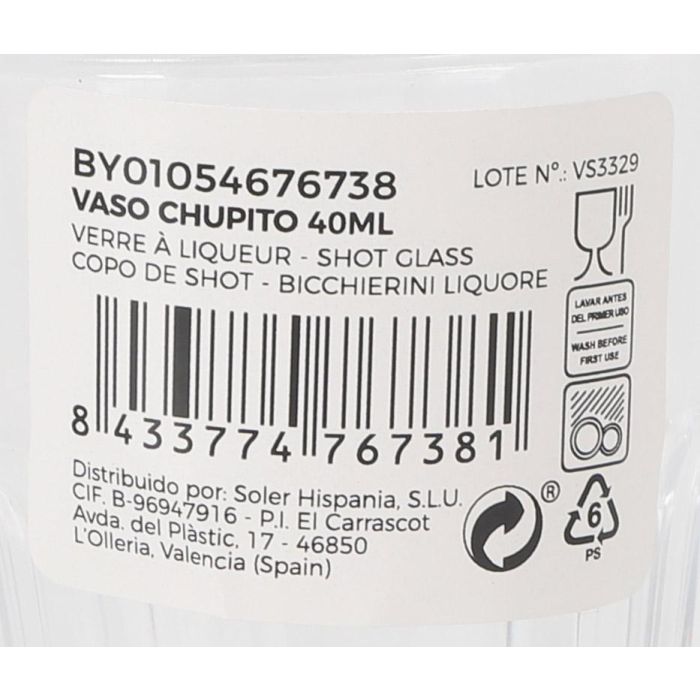 BY01054676738
LOTE Nº.: VS3329
VASO CHUPITO 40ML
VERRE À LIQUEUR - SHOT GLASS
COPO DE SHOT - BICCHIERINI LIQUORE
LAVAR ANTES
DEL PRIMER USO
WASH BEFORE
FIRST USE
8 433774 767381
Distribuido por: Soler Hispania, S.L.U.
CIF. B-96947916 - P.I. El Carrascot
Avda. del Plàstic, 17 - 46850
L'Olleria, Valencia (Spain)
®
6
PS